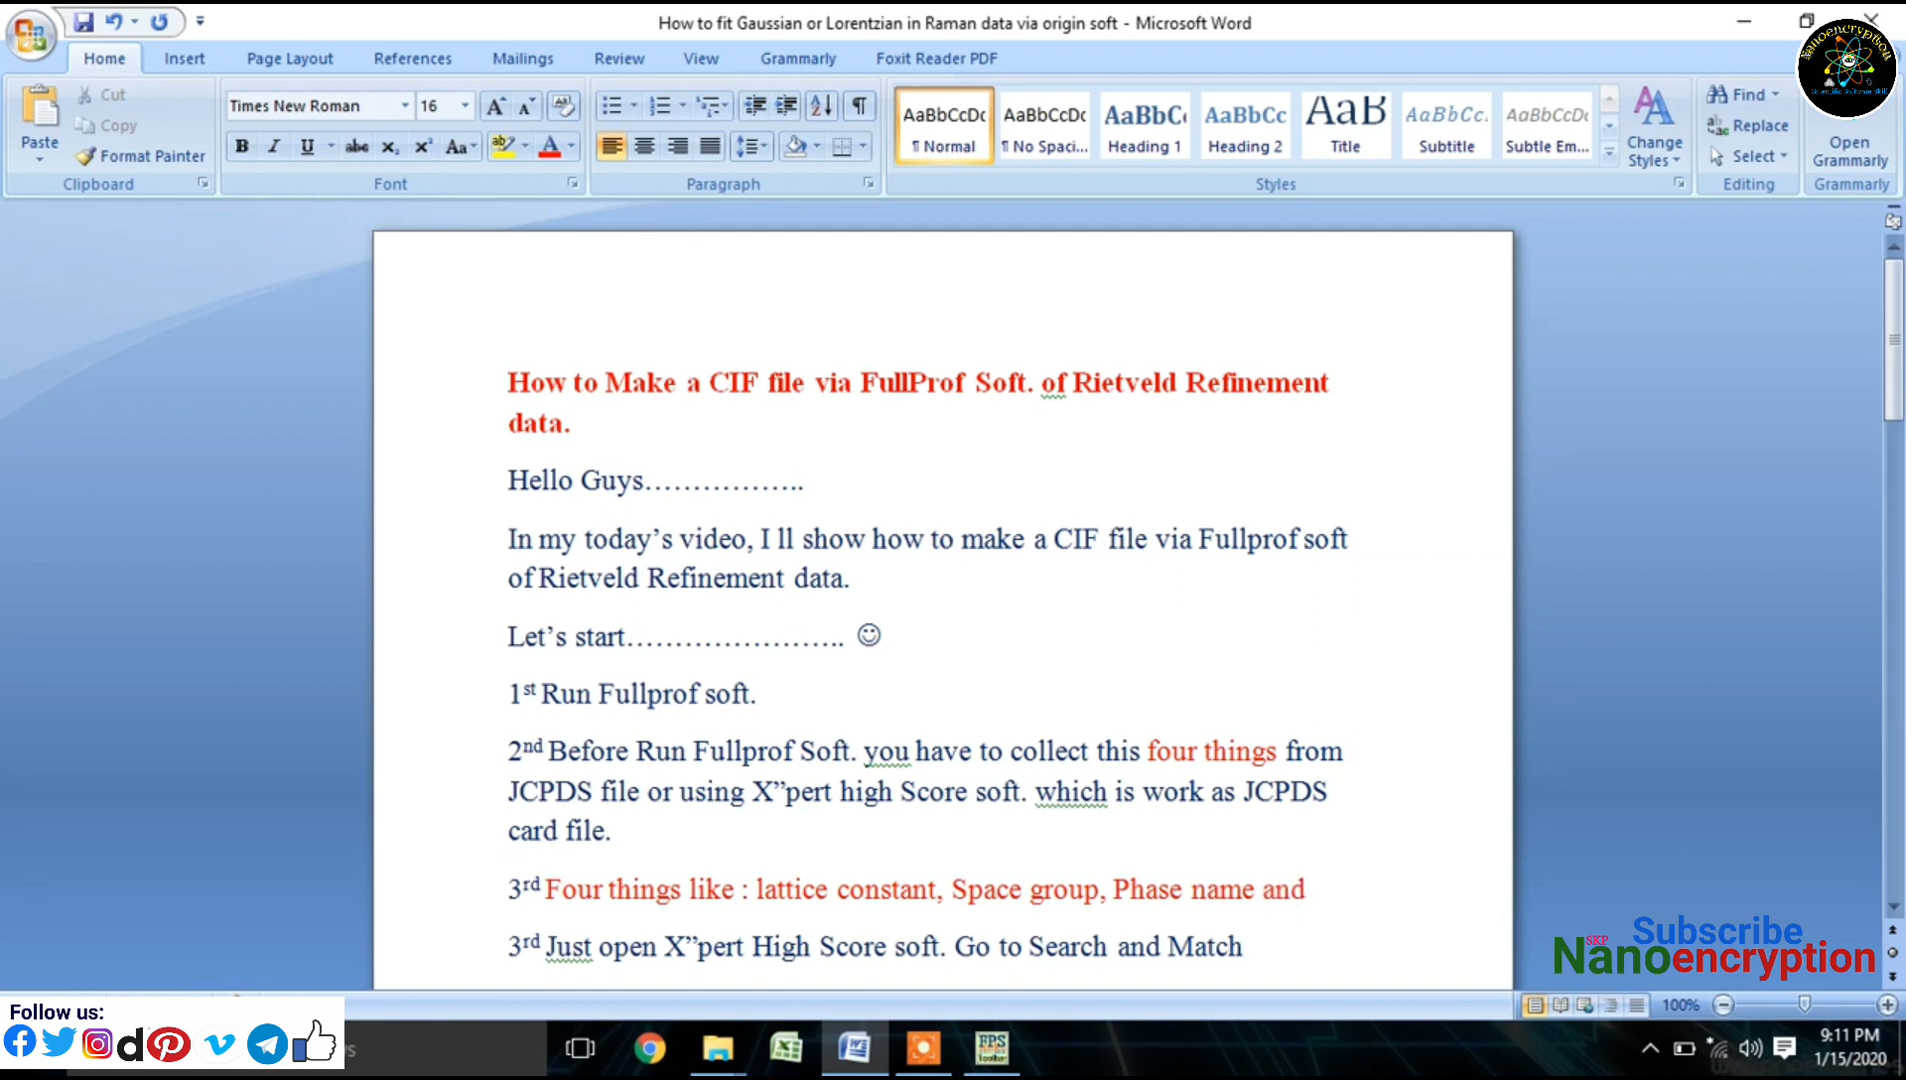 How to fit Gaussian or Lorentzian in Raman data via origin soft - Microsoft Word
Home Insert Page Layout References Mailings Review View Grammarly Foxit Reader PDF
Paste
Cut
Copy
Format Painter
Clipboard
Times New Roman 16
Font
Paragraph
AaBbCcDc AaBbCcDc AaBbC AaBbCc AaB AaBbCc. AaBbCcDc
¶ Normal ¶ No Spaci... Heading 1 Heading 2 Title Subtitle Subtle Em...
Change Styles
Styles
Find
Replace
Select
Editing
Open Grammarly
Grammarly
Nanoencryption
Scientific Software Skill
How to Make a CIF file via FullProf Soft. of Rietveld Refinement
data.
Hello Guys……………..
In my today’s video, I ll show how to make a CIF file via Fullprof soft
of Rietveld Refinement data.
Let’s start………………….. ☺
1st Run Fullprof soft.
2nd Before Run Fullprof Soft. you have to collect this four things from
JCPDS file or using X”pert high Score soft. which is work as JCPDS
card file.
3rd Four things like : lattice constant, Space group, Phase name and
3rd Just open X”pert High Score soft. Go to Search and Match
Subscribe
SKP
Nanoencryption
100%
Follow us:
FPS
Toolbar
9:11 PM
1/15/2020